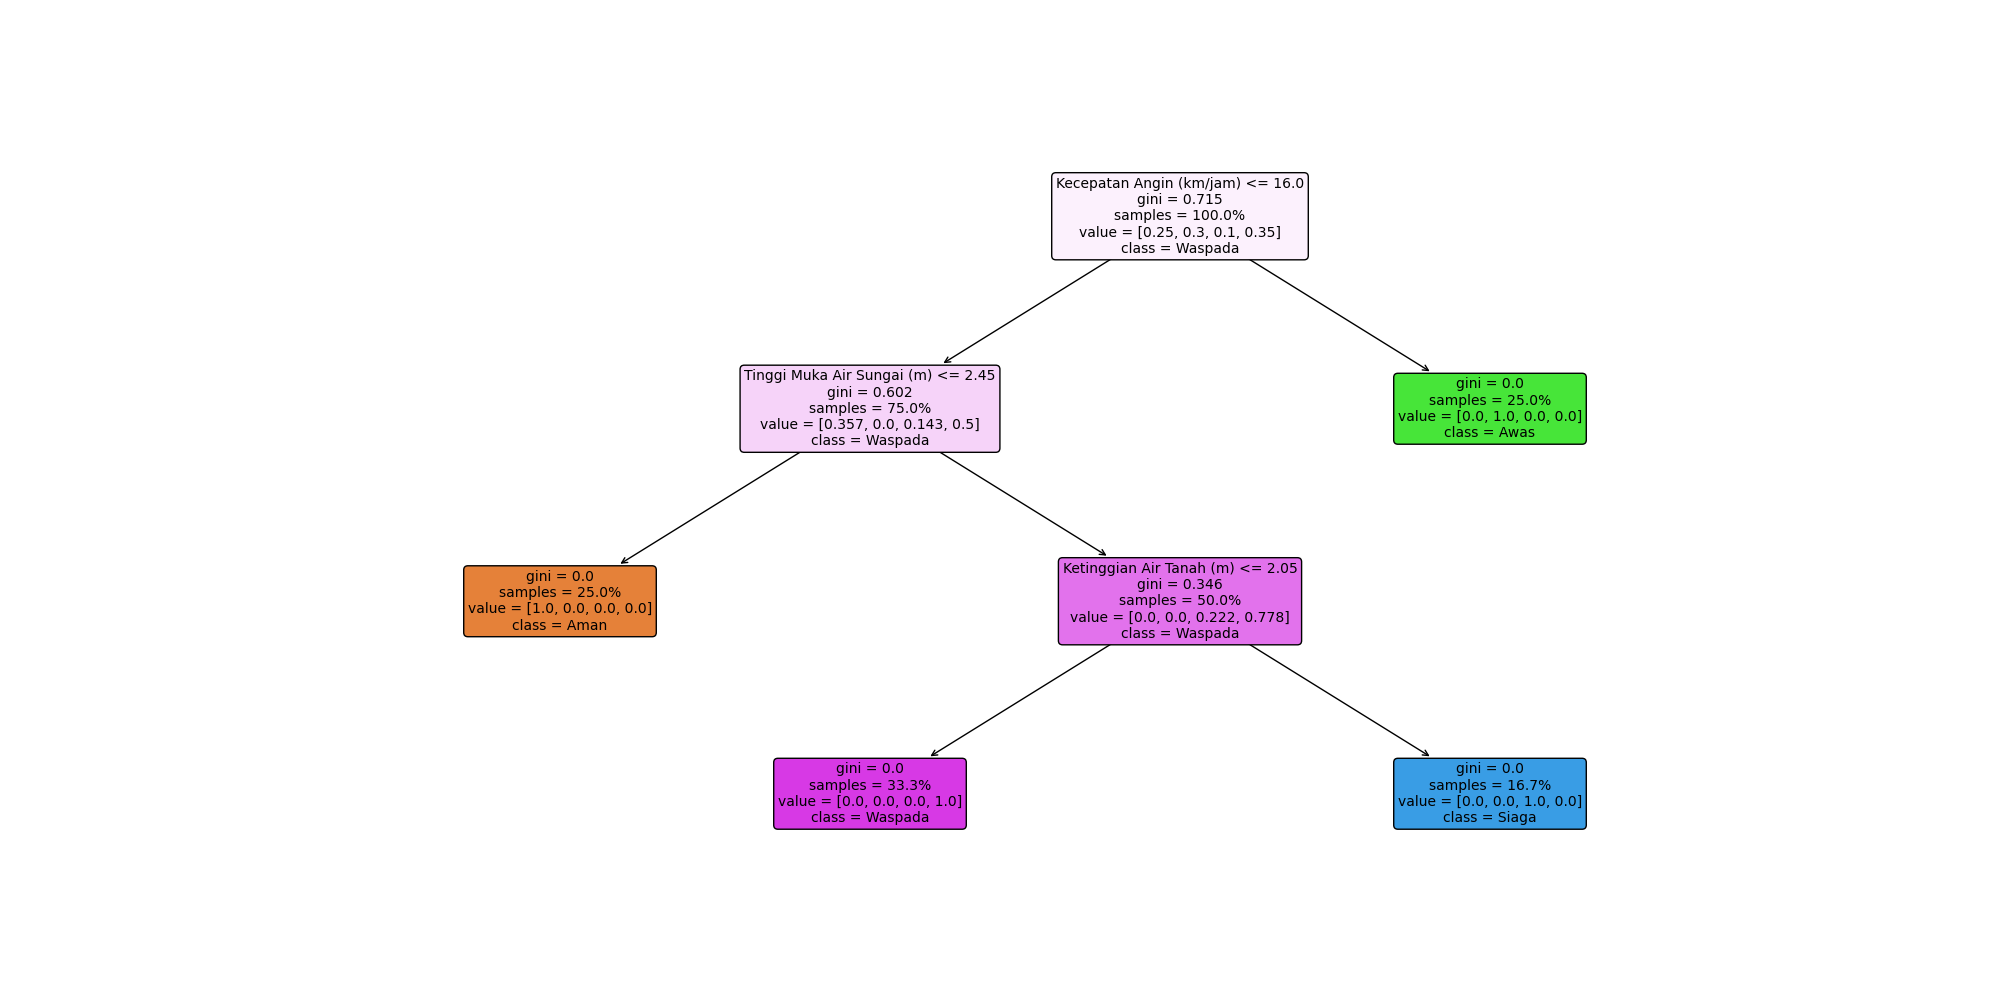 Kecepatan Angin (km/jam) <= 16.0
gini = 0.715
samples = 100.0%
value = [0.25, 0.3, 0.1, 0.35]
class = Waspada
Tinggi Muka Air Sungai (m) <= 2.45
gini = 0.602
samples = 75.0%
value = [0.357, 0.0, 0.143, 0.5]
class = Waspada
gini = 0.0
samples = 25.0%
value = [0.0, 1.0, 0.0, 0.0]
class = Awas
gini = 0.0
samples = 25.0%
value = [1.0, 0.0, 0.0, 0.0]
class = Aman
Ketinggian Air Tanah (m) <= 2.05
gini = 0.346
samples = 50.0%
value = [0.0, 0.0, 0.222, 0.778]
class = Waspada
gini = 0.0
samples = 33.3%
value = [0.0, 0.0, 0.0, 1.0]
class = Waspada
gini = 0.0
samples = 16.7%
value = [0.0, 0.0, 1.0, 0.0]
class = Siaga